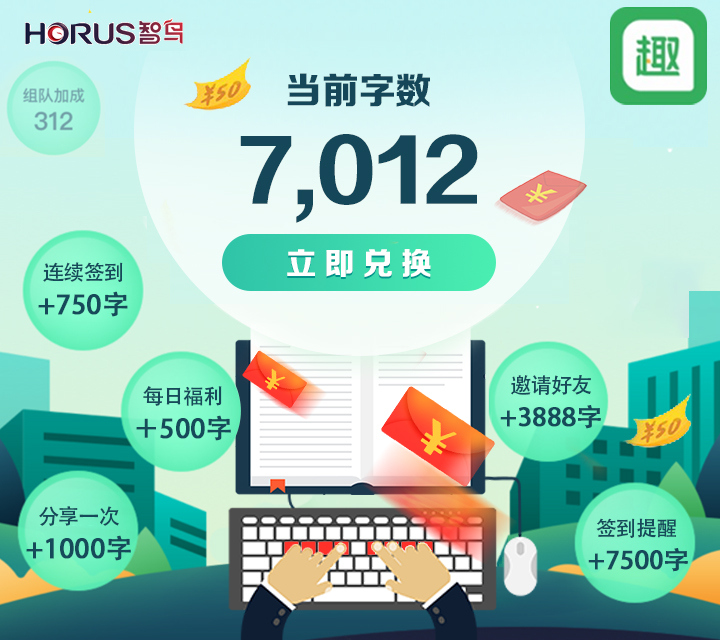 HORUS智鸟
趣
组队加成
312
¥50
当前字数
7,012
¥
立即兑换
连续签到
+750字
每日福利
+500字
¥
¥
邀请好友
+3888字
¥50
分享一次
+1000字
签到提醒
+7500字